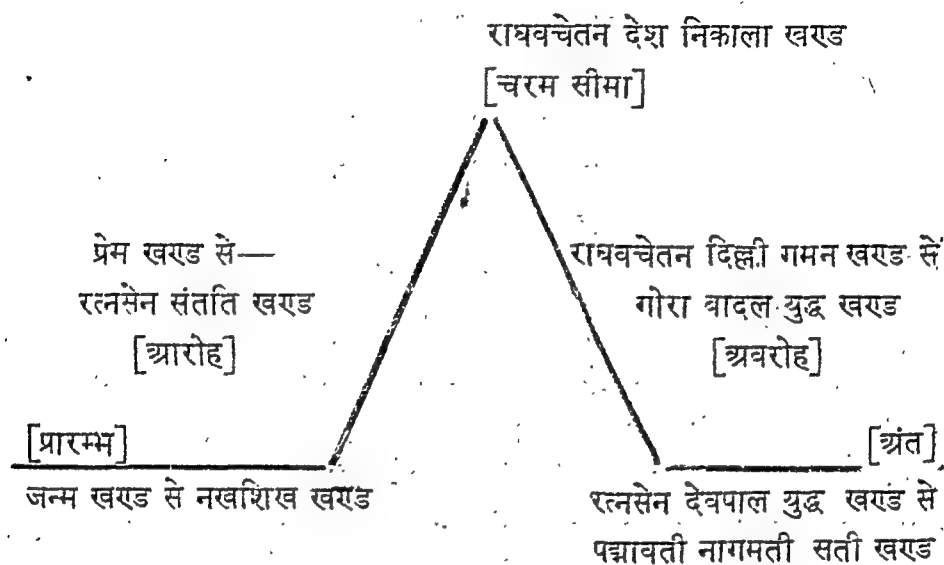 राघवचेतन देश निकाला खण्ड
[चरम सीमा]
प्रेम खण्ड से—
रत्नसेन संतति खण्ड
[आरोह]
राघवचेतन दिल्ली गमन खण्ड से
गोरा बादल युद्ध खण्ड
[अवरोह]
[प्रारम्भ]
जन्म खण्ड से नखशिख खण्ड
[अंत]
रत्नसेन देवपाल युद्ध खण्ड से
पद्मावती नागमती सती खण्ड